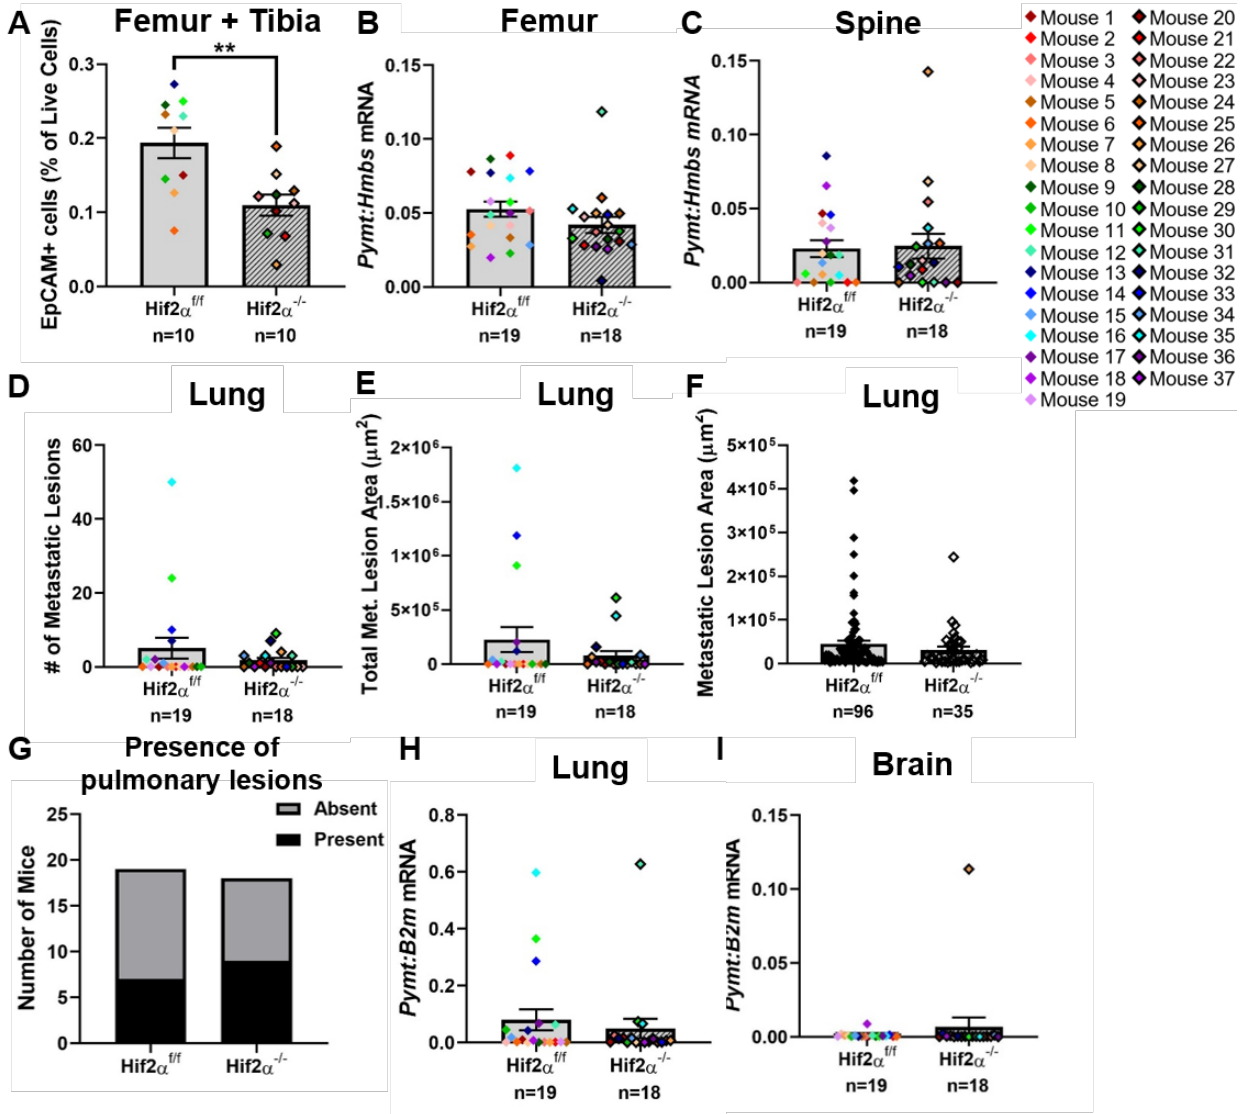 A Femur + Tibia
EpCAM+ cells (% of Live Cells)
0.3
0.2
0.1
0.0
**
Hif2α^f/f Hif2α^-/-
n=10 n=10
B Femur
Pymt:Hmbs mRNA
0.15
0.10
0.05
0.00
Hif2α^f/f Hif2α^-/-
n=19 n=18
C Spine
Pymt:Hmbs mRNA
0.15
0.10
0.05
0.00
Hif2α^f/f Hif2α^-/-
n=19 n=18
Mouse 1 Mouse 20
Mouse 2 Mouse 21
Mouse 3 Mouse 22
Mouse 4 Mouse 23
Mouse 5 Mouse 24
Mouse 6 Mouse 25
Mouse 7 Mouse 26
Mouse 8 Mouse 27
Mouse 9 Mouse 28
Mouse 10 Mouse 29
Mouse 11 Mouse 30
Mouse 12 Mouse 31
Mouse 13 Mouse 32
Mouse 14 Mouse 33
Mouse 15 Mouse 34
Mouse 16 Mouse 35
Mouse 17 Mouse 36
Mouse 18 Mouse 37
Mouse 19
D Lung
# of Metastatic Lesions
60
40
20
0
Hif2α^f/f Hif2α^-/-
n=19 n=18
E Lung
Total Met. Lesion Area (μm²)
2×10⁶
1.5×10⁶
1×10⁶
5×10⁵
0
Hif2α^f/f Hif2α^-/-
n=19 n=18
F Lung
Metastatic Lesion Area (μm²)
5×10⁵
4×10⁵
3×10⁵
2×10⁵
1×10⁵
0
Hif2α^f/f Hif2α^-/-
n=96 n=35
G Presence of
pulmonary lesions
Absent
Present
Number of Mice
25
20
15
10
5
0
Hif2α^f/f Hif2α^-/-
H Lung
Pymt:B2m mRNA
0.8
0.6
0.4
0.2
0.0
Hif2α^f/f Hif2α^-/-
n=19 n=18
I Brain
Pymt:B2m mRNA
0.15
0.10
0.05
0.00
Hif2α^f/f Hif2α^-/-
n=19 n=18